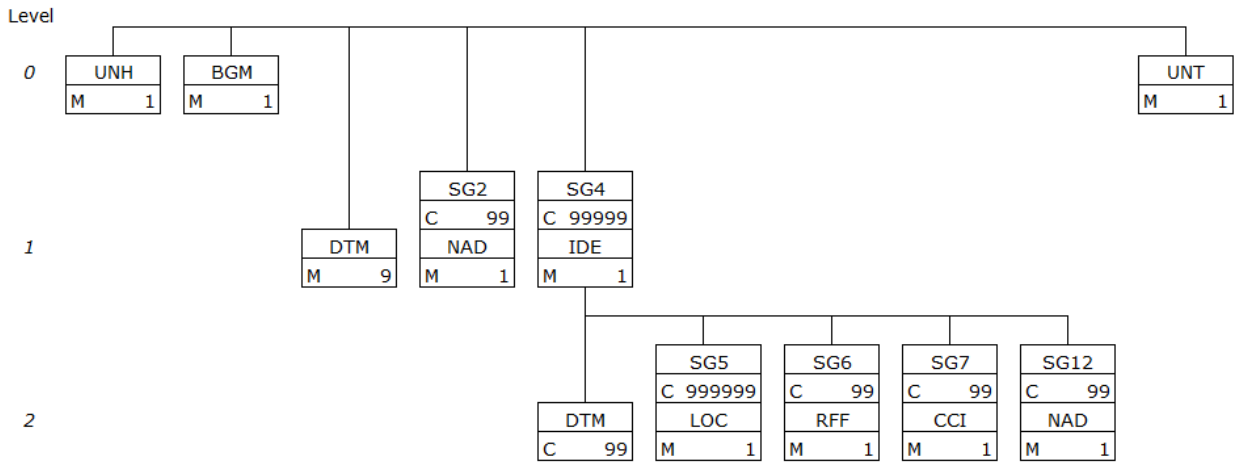 Level
0 UNH BGM UNT
M 1 M 1 M 1
SG2 SG4
C 99 C 99999
1 DTM NAD IDE
M 9 M 1 M 1
SG5 SG6 SG7 SG12
C 999999 C 99 C 99 C 99
2 DTM LOC RFF CCI NAD
C 99 M 1 M 1 M 1 M 1